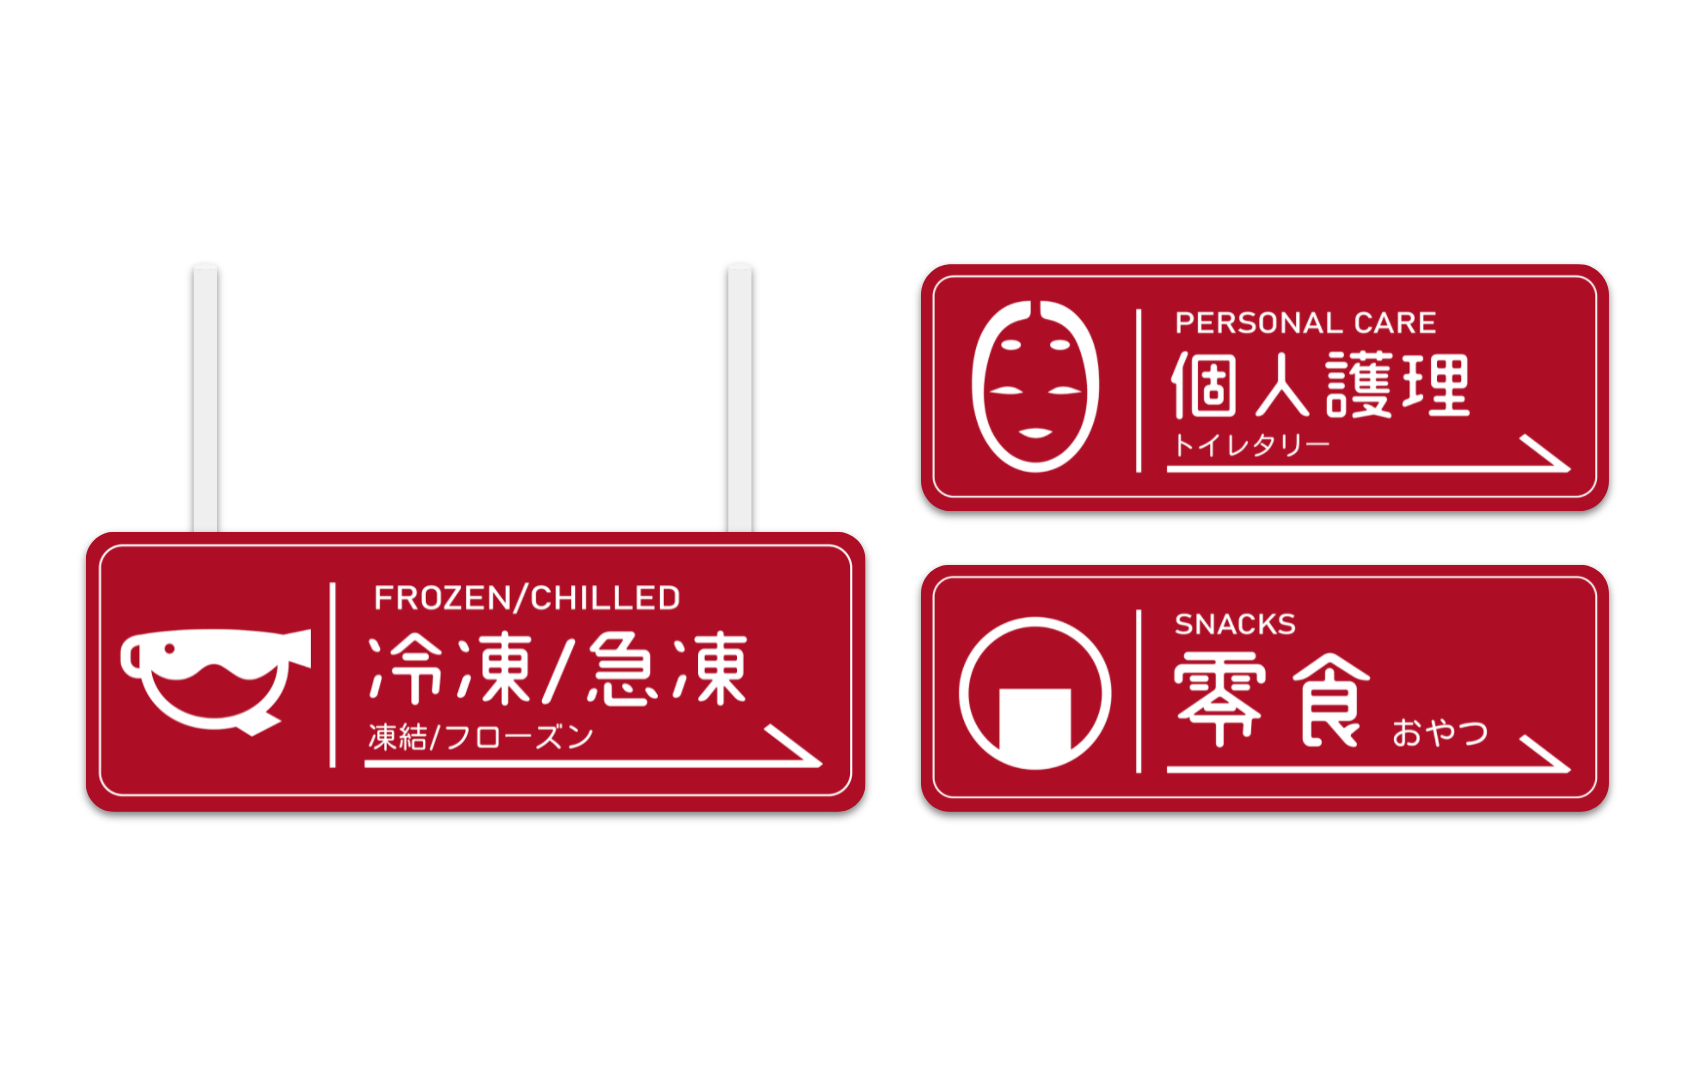 FROZEN/CHILLED
冷凍/急凍
凍結/フローズン
PERSONAL CARE
個人護理
トイレタリー
SNACKS
零食 おやつ